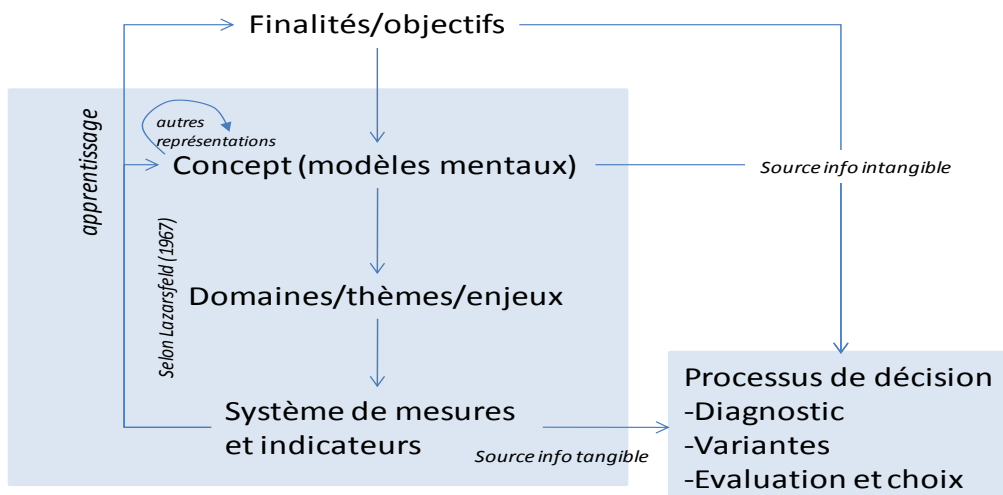 Finalités/objectifs
apprentissage
autres
représentations
Concept (modèles mentaux)
Source info intangible
Selon Lazarsfeld (1967)
Domaines/thèmes/enjeux
Système de mesures
et indicateurs
Source info tangible
Processus de décision
-Diagnostic
-Variantes
-Evaluation et choix